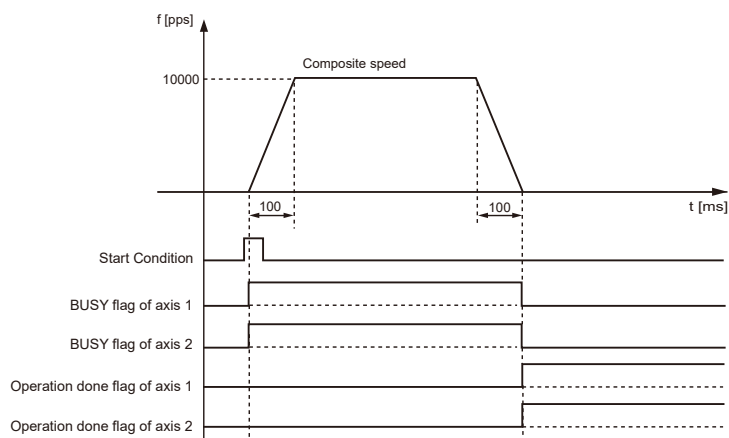 f [pps]
Composite speed
10000
100
100
t [ms]
Start Condition
BUSY flag of axis 1
BUSY flag of axis 2
Operation done flag of axis 1
Operation done flag of axis 2